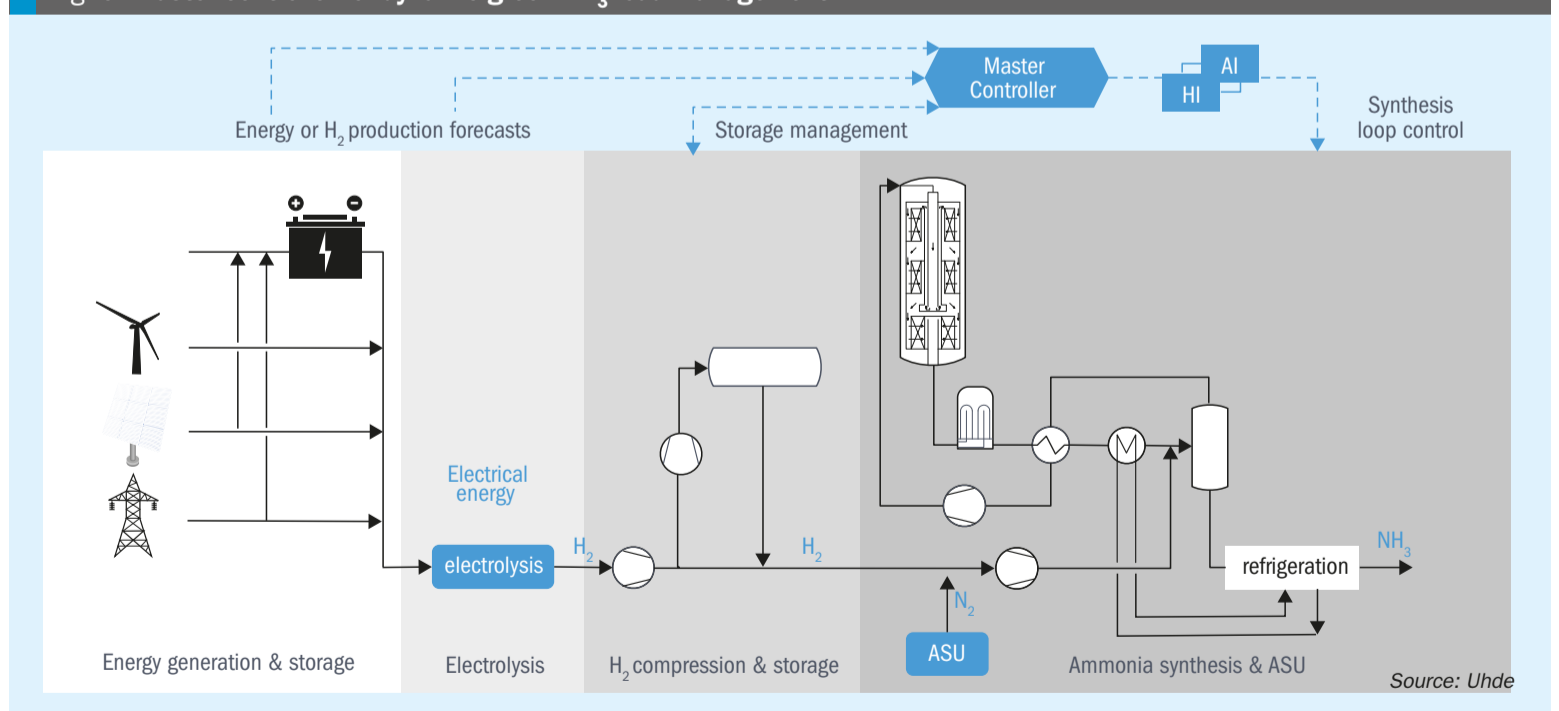 Master
Controller
AI
HI
Synthesis
loop control
Energy or H2 production forecasts
Storage management
Electrical
energy
electrolysis
H2
H2
N2
ASU
refrigeration
NH3
Energy generation & storage
Electrolysis
H2 compression & storage
Ammonia synthesis & ASU
Source: Uhde